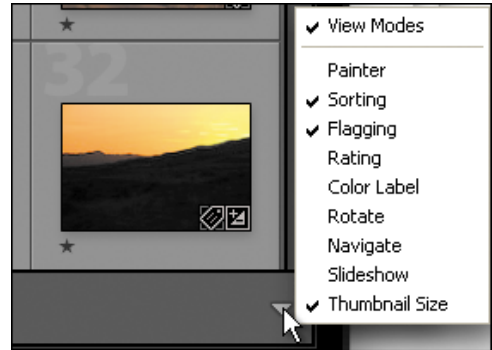 32
View Modes
Painter
Sorting
Flagging
Rating
Color Label
Rotate
Navigate
Slideshow
Thumbnail Size